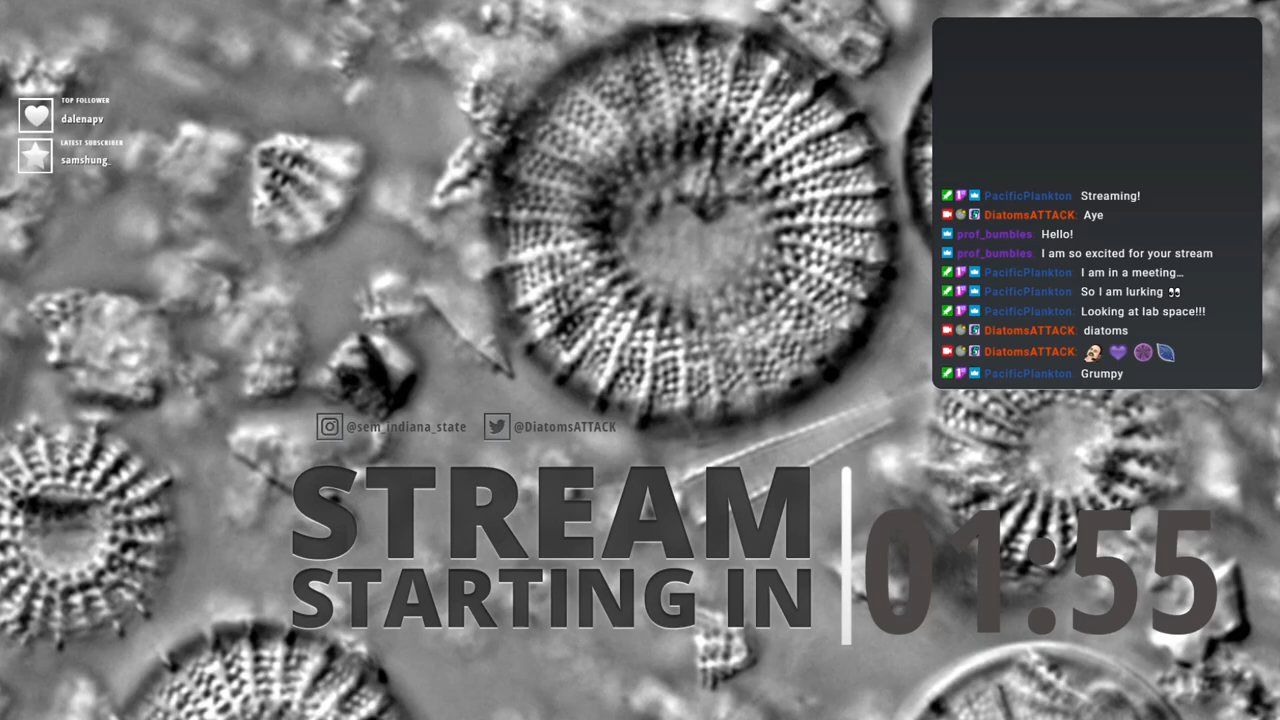 TOP FOLLOWER
dalenapv
LATEST SUBSCRIBER
samshung_
PacificPlankton: Streaming!
DiatomsATTACK: Aye
prof_bumbles: Hello!
prof_bumbles: I am so excited for your stream
PacificPlankton: I am in a meeting...
PacificPlankton: So I am lurking 👀
PacificPlankton: Looking at lab space!!!
DiatomsATTACK: diatoms
DiatomsATTACK:
PacificPlankton: Grumpy
@sem_indiana_state @DiatomsATTACK
STREAM
STARTING IN
01:55